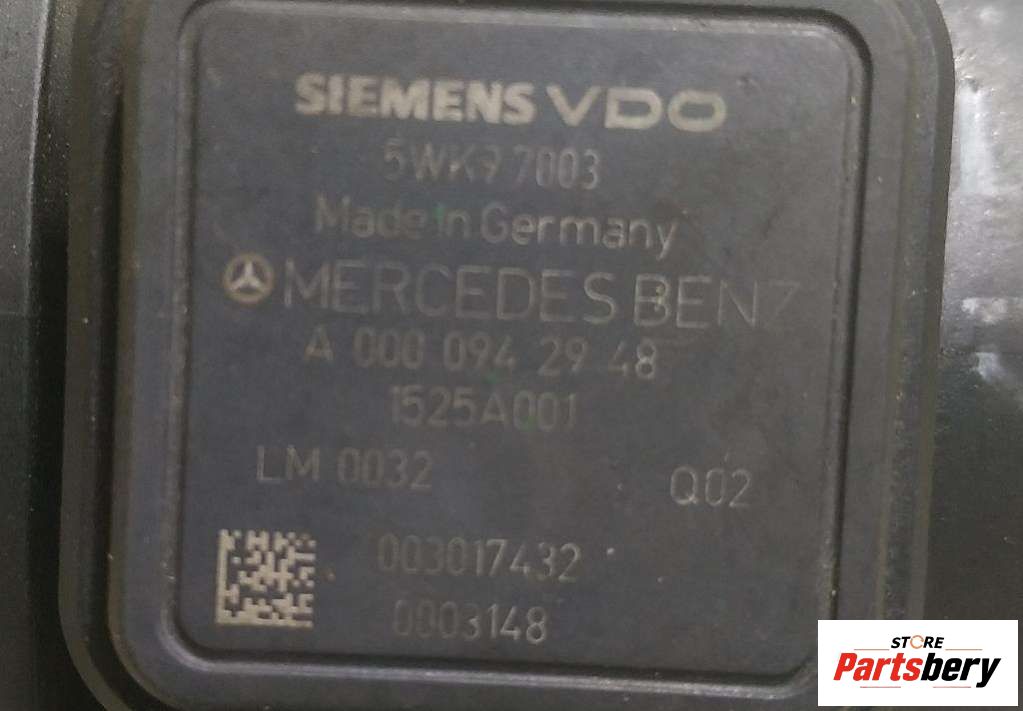 SIEMENS VDO
5WK9 7003
Made In Germany
MERCEDES BENZ
A 000 094 29 48
1525A001
LM 0032 Q02
003017432
0003148
STORE
Partsbery